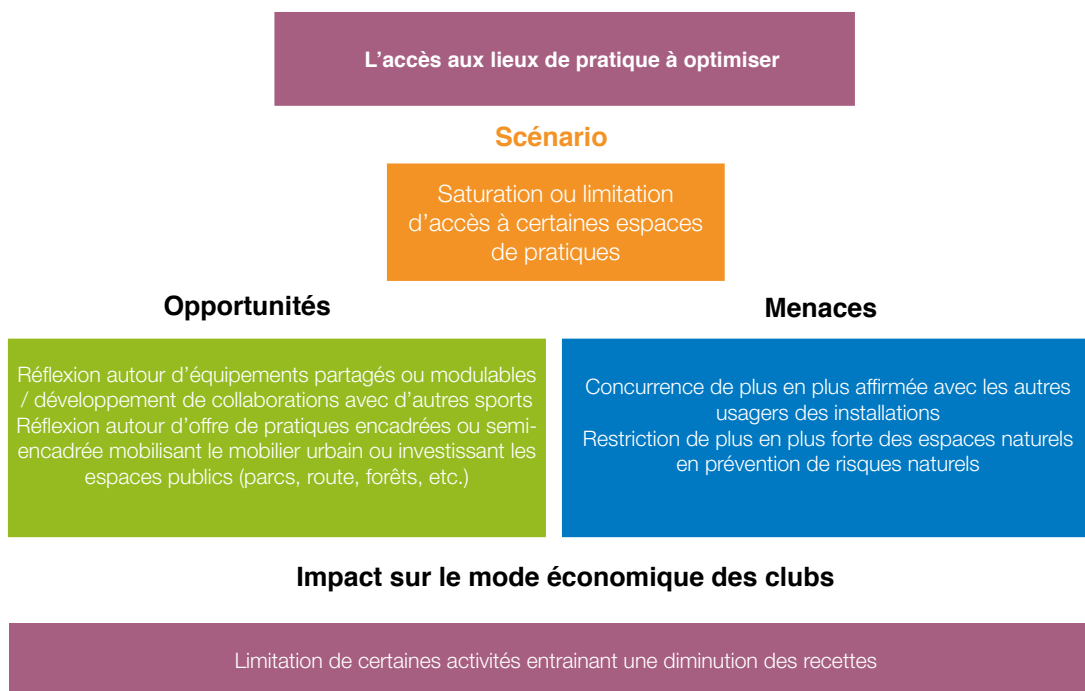 L'accès aux lieux de pratique à optimiser
Scénario
Saturation ou limitation
d'accès à certaines espaces
de pratiques
Opportunités
Réflexion autour d'équipements partagés ou modulables
/ développement de collaborations avec d'autres sports
Réflexion autour d'offre de pratiques encadrées ou semi-
encadrée mobilisant le mobilier urbain ou investissant les
espaces publics (parcs, route, forêts, etc.)
Menaces
Concurrence de plus en plus affirmée avec les autres
usagers des installations
Restriction de plus en plus forte des espaces naturels
en prévention de risques naturels
Impact sur le mode économique des clubs
Limitation de certaines activités entrainant une diminution des recettes